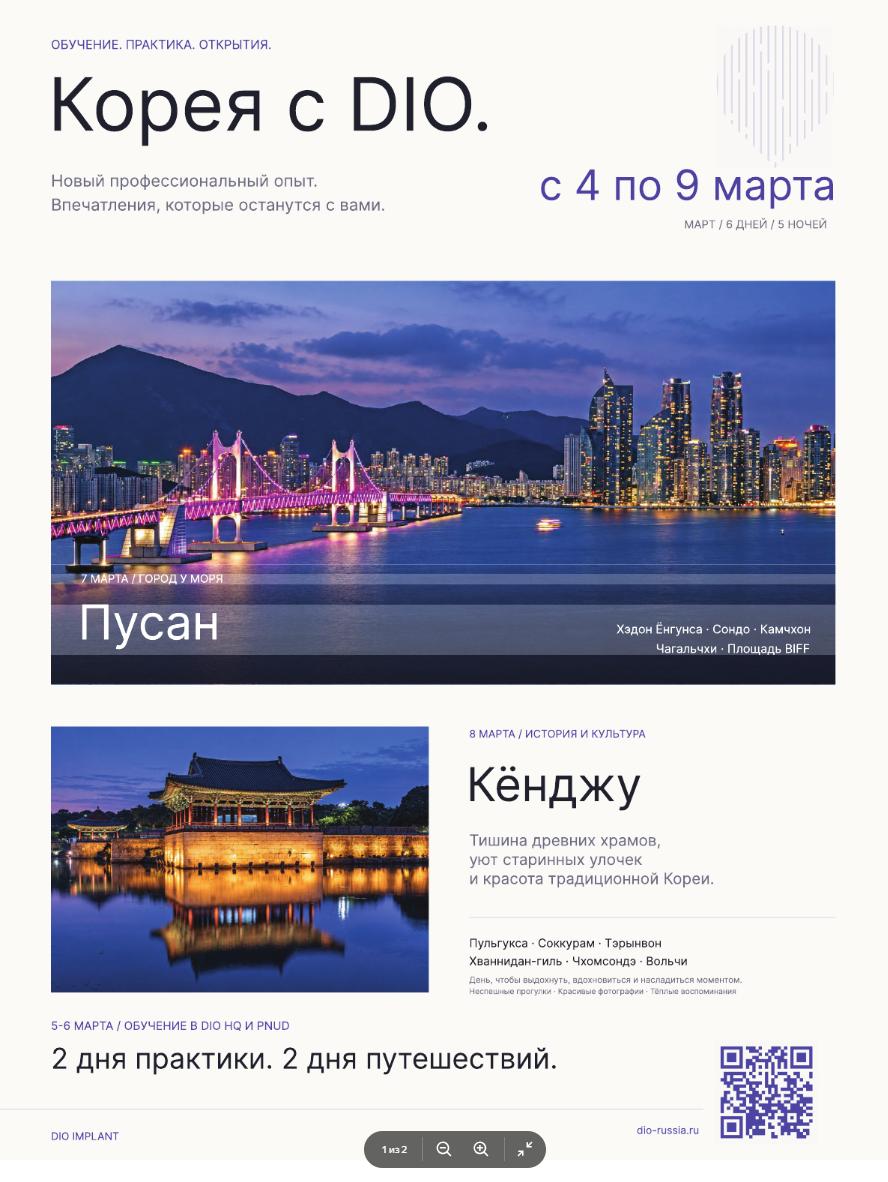 ОБУЧЕНИЕ. ПРАКТИКА. ОТКРЫТИЯ.
Корея с DIO.
Новый профессиональный опыт.
Впечатления, которые останутся с вами.
с 4 по 9 марта
МАРТ / 6 ДНЕЙ / 5 НОЧЕЙ
7 МАРТА / ГОРОД У МОРЯ
Пусан
Хэдон Ёнгунса · Сондо · Камчхон
Чагальчхи · Площадь BIFF
8 МАРТА / ИСТОРИЯ И КУЛЬТУРА
Кёнджу
Тишина древних храмов,
уют старинных улочек
и красота традиционной Кореи.
Пульгукса · Соккурам · Тэрынвон
Хваннидан-гиль · Чхомсондэ · Вольчи
День, чтобы выдохнуть, вдохновиться и насладиться моментом.
Неспешные прогулки · Красивые фотографии · Тёплые воспоминания
5-6 МАРТА / ОБУЧЕНИЕ В DIO HQ И PNUD
2 дня практики. 2 дня путешествий.
DIO IMPLANT
dio-russia.ru
1 из 2